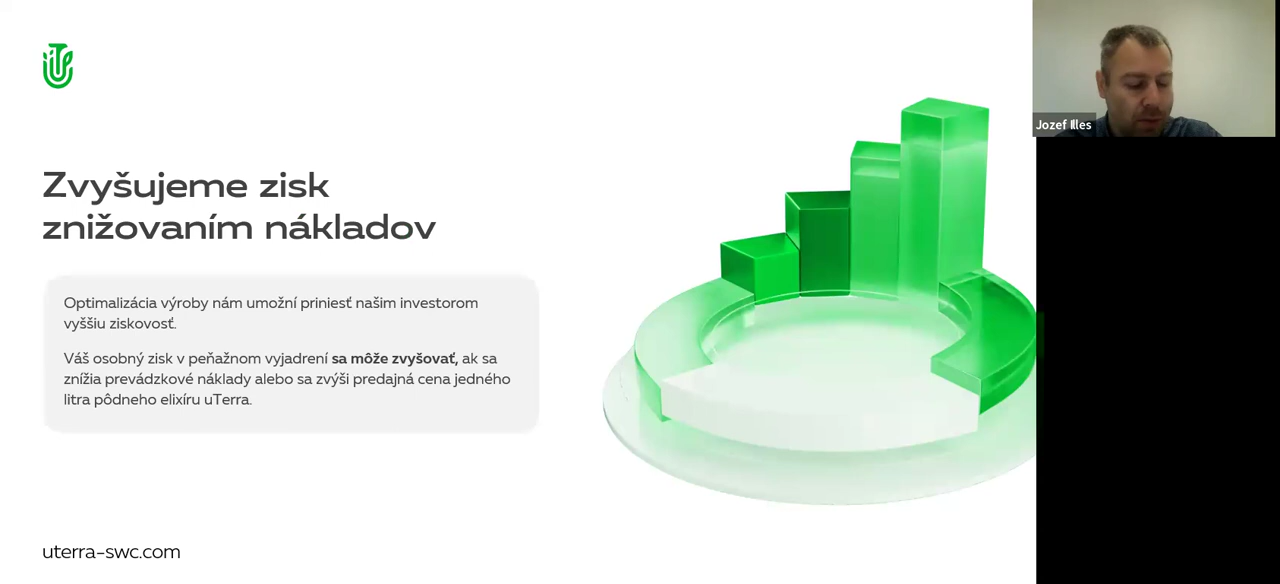 Zvyšujeme zisk
znižovaním nákladov
Optimalizácia výroby nám umožní priniesť našim investorom
vyššiu ziskovosť.
Váš osobný zisk v peňažnom vyjadrení sa môže zvyšovať, ak sa
znížia prevádzkové náklady alebo sa zvýši predajná cena jedného
litra pôdneho elixíru uTerra.
uterra-swc.com
Jozef Illes